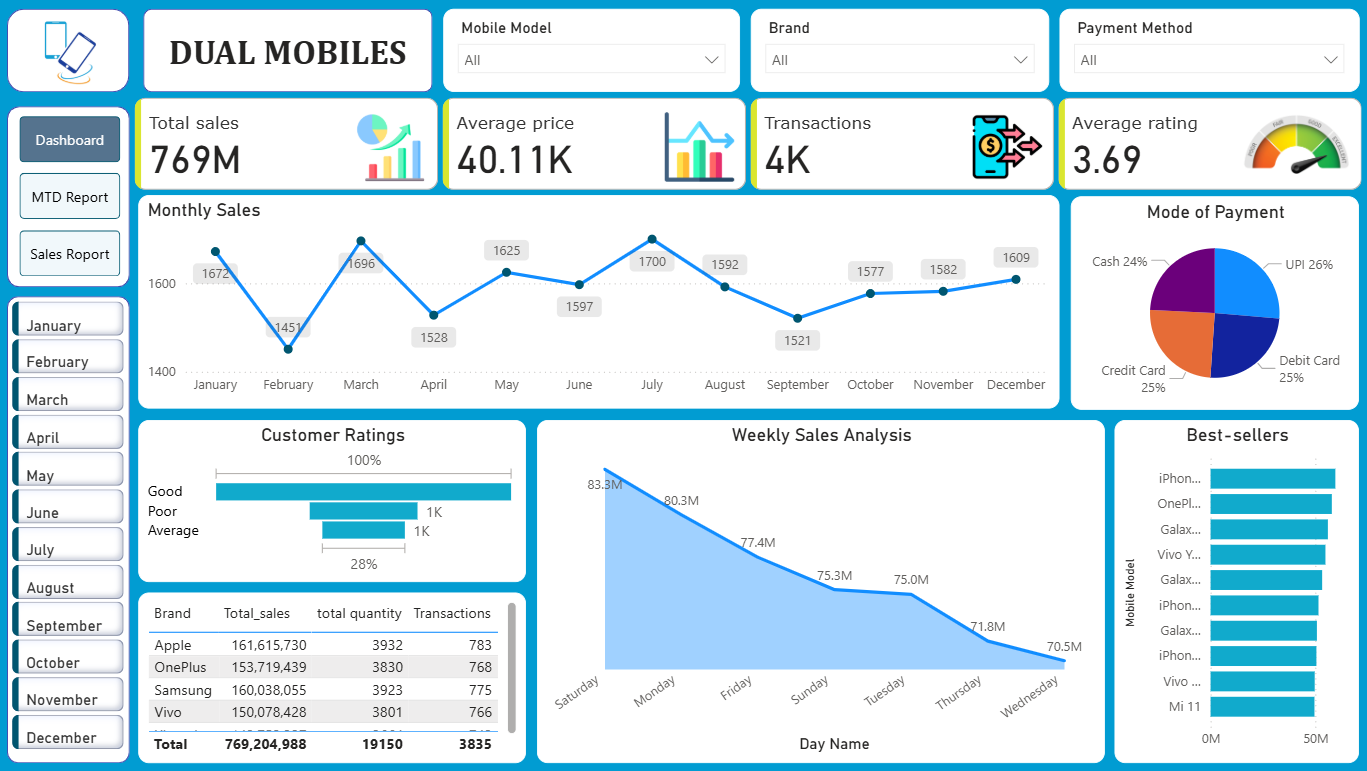 DUAL MOBILES
Mobile Model
All
Brand
All
Payment Method
All
Dashboard
MTD Report
Sales Roport
January
February
March
April
May
June
July
August
September
October
November
December
Total sales
769M
Average price
40.11K
Transactions
4K
Average rating
3.69
POOR
FAIR
GOOD
EXCELLENT
Monthly Sales
1600
1400
1672
1451
1696
1528
1625
1597
1700
1592
1521
1577
1582
1609
January February March April May June July August September October November December
Mode of Payment
Cash 24%
UPI 26%
Credit Card
25%
Debit Card
25%
Customer Ratings
100%
Good
Poor 1K
Average 1K
28%
Brand Total_sales total quantity Transactions
Apple 161,615,730 3932 783
OnePlus 153,719,439 3830 768
Samsung 160,038,055 3923 775
Vivo 150,078,428 3801 766
Total 769,204,988 19150 3835
Weekly Sales Analysis
83.3M
80.3M
77.4M
75.3M
75.0M
71.8M
70.5M
Saturday Monday Friday Sunday Tuesday Thursday Wednesday
Day Name
Best-sellers
Mobile Model
iPhon...
OnePl...
Galax...
Vivo Y...
Galax...
iPhon...
Galax...
iPhon...
Vivo ...
Mi 11
0M 50M